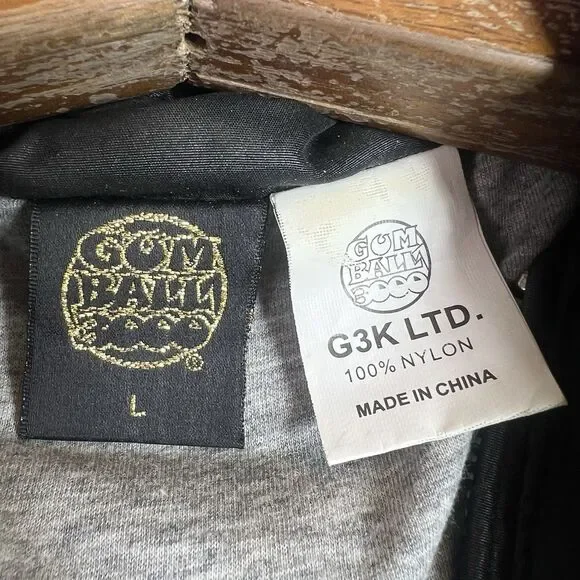 GUM
BALL
3000
®
L
GUM
BALL
3000
G3K LTD.
100% NYLON
MADE IN CHINA